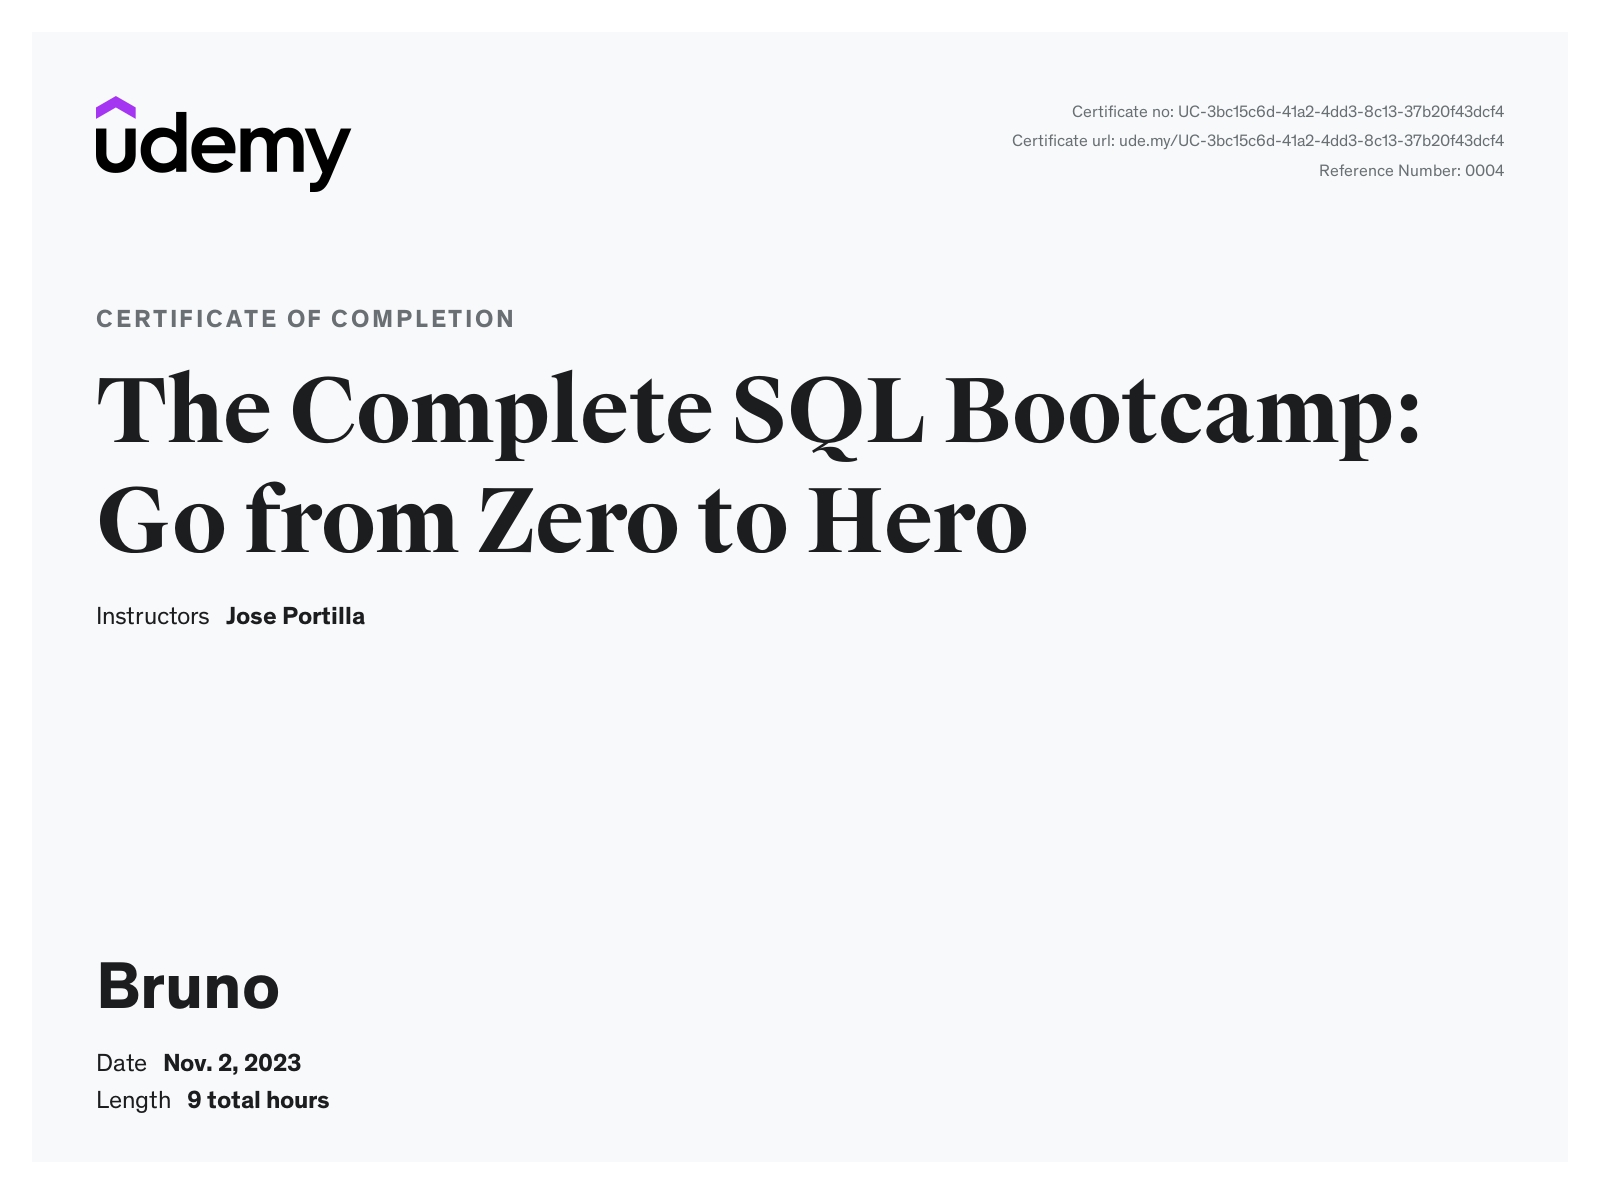 udemy
Certificate no: UC-3bc15c6d-41a2-4dd3-8c13-37b20f43dcf4
Certificate url: ude.my/UC-3bc15c6d-41a2-4dd3-8c13-37b20f43dcf4
Reference Number: 0004
CERTIFICATE OF COMPLETION
The Complete SQL Bootcamp:
Go from Zero to Hero
Instructors Jose Portilla
Bruno
Date Nov. 2, 2023
Length 9 total hours